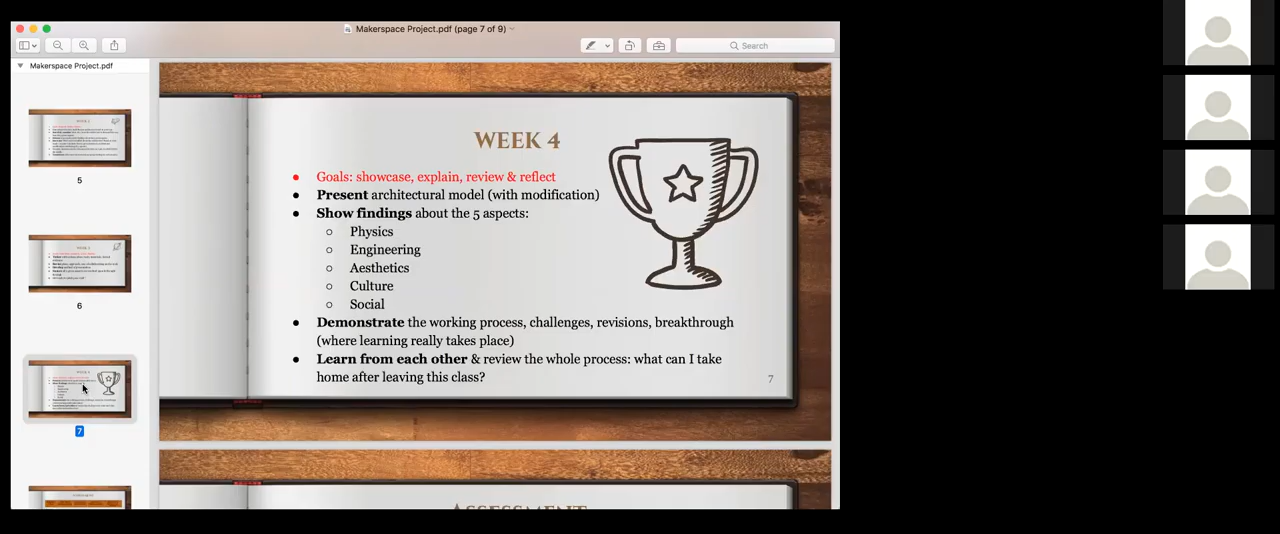 Makerspace Project.pdf (page 7 of 9)
Search
Makerspace Project.pdf
5
6
7
WEEK 4
● Goals: showcase, explain, review & reflect
● Present architectural model (with modification)
● Show findings about the 5 aspects:
○ Physics
○ Engineering
○ Aesthetics
○ Culture
○ Social
● Demonstrate the working process, challenges, revisions, breakthrough
(where learning really takes place)
● Learn from each other & review the whole process: what can I take
home after leaving this class?
7
ASSESSMENT